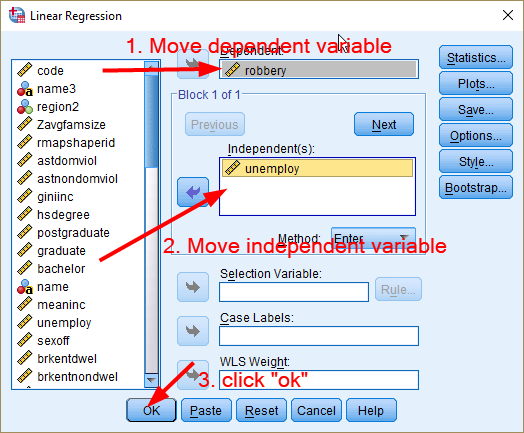 Linear Regression
1. Move dependent variable
Dependent:
robbery
code
name3
region2
Zavgfamsize
rmapshaperid
astdomviol
astnondomviol
giniinc
hsdegree
postgraduate
graduate
bachelor
name
meaninc
unemploy
sexoff
brkentdwel
brkentnondwel
Block 1 of 1
Previous
Next
Independent(s):
unemploy
Method:
Enter
2. Move independent variable
Selection Variable:
Rule...
Case Labels:
WLS Weight:
3. click "ok"
Statistics...
Plots...
Save...
Options...
Style...
Bootstrap...
OK
Paste
Reset
Cancel
Help